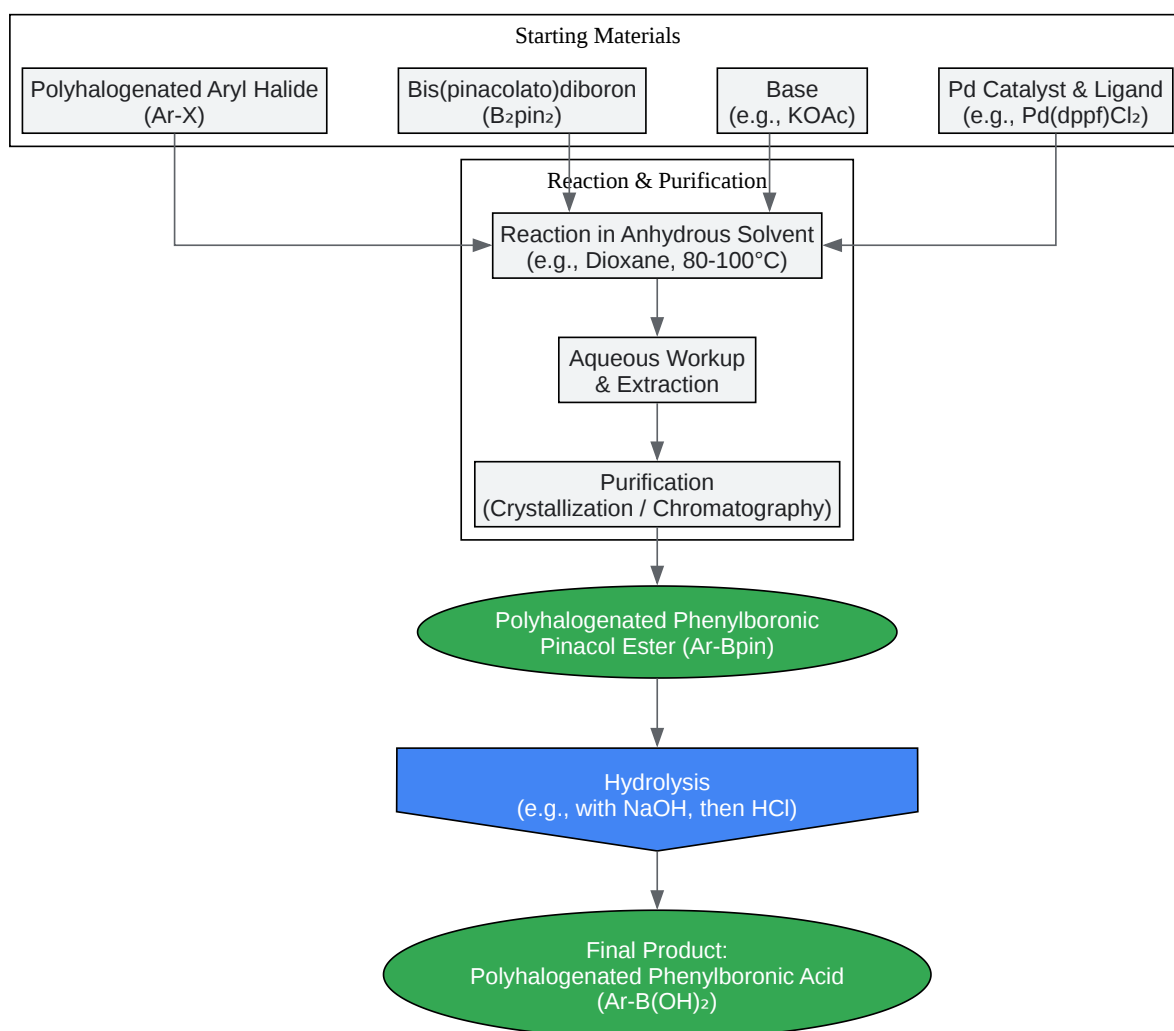 Starting Materials
Polyhalogenated Aryl Halide
(Ar-X)
Bis(pinacolato)diboron
(B₂pin₂)
Base
(e.g., KOAc)
Pd Catalyst & Ligand
(e.g., Pd(dppf)Cl₂)
Reaction & Purification
Reaction in Anhydrous Solvent
(e.g., Dioxane, 80-100°C)
Aqueous Workup
& Extraction
Purification
(Crystallization / Chromatography)
Polyhalogenated Phenylboronic
Pinacol Ester (Ar-Bpin)
Hydrolysis
(e.g., with NaOH, then HCl)
Final Product:
Polyhalogenated Phenylboronic Acid
(Ar-B(OH)₂)